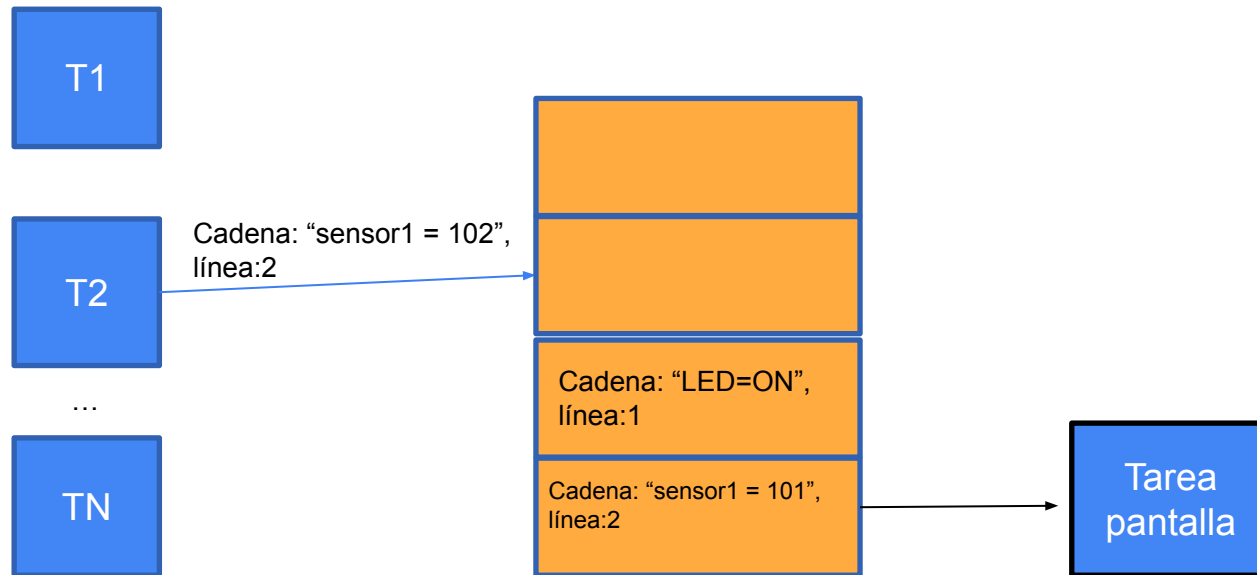 T1
T2
…
TN
Cadena: “sensor1 = 102”,
línea:2
Cadena: “LED=ON”,
línea:1
Cadena: “sensor1 = 101”,
línea:2
Tarea
pantalla